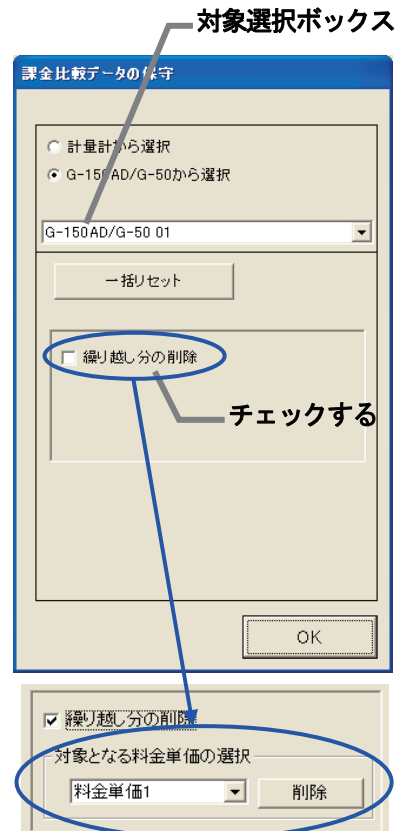 対象選択ボックス
課金比較データの保守
計量計から選択
G-150AD/G-50から選択
G-150AD/G-50 01
一括リセット
繰り越し分の削除
チェックする
OK
繰り越し分の削除
対象となる料金単価の選択
料金単価1
削除